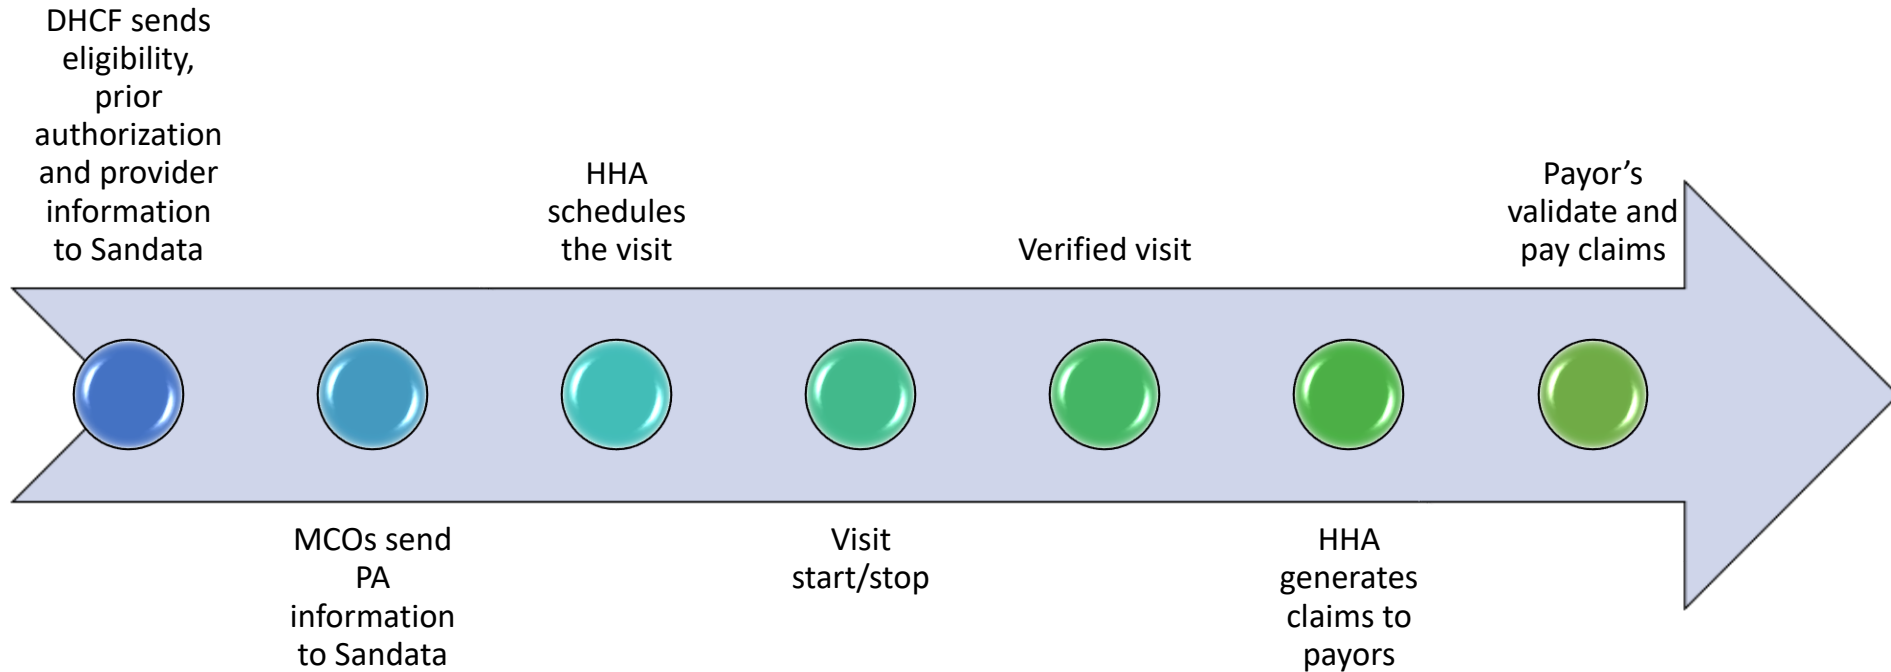 DHCF sends
eligibility,
prior
authorization
and provider
information
to Sandata
MCOs send
PA
information
to Sandata
HHA
schedules
the visit
Visit
start/stop
Verified visit
HHA
generates
claims to
payors
Payor’s
validate and
pay claims